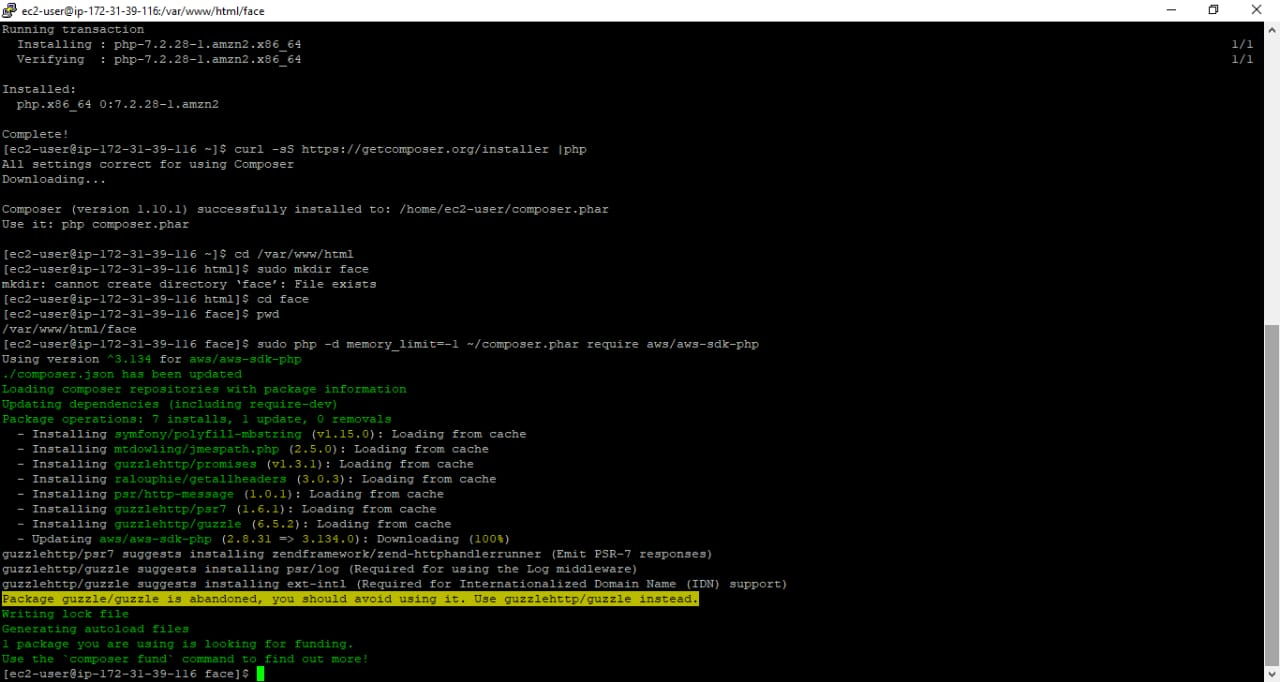 ec2-user@ip-172-31-39-116:/var/www/html/face
Running transaction
  Installing : php-7.2.28-1.amzn2.x86_64 1/1
  Verifying  : php-7.2.28-1.amzn2.x86_64 1/1
Installed:
  php.x86_64 0:7.2.28-1.amzn2
Complete!
[ec2-user@ip-172-31-39-116 ~]$ curl -sS https://getcomposer.org/installer |php
All settings correct for using Composer
Downloading...
Composer (version 1.10.1) successfully installed to: /home/ec2-user/composer.phar
Use it: php composer.phar
[ec2-user@ip-172-31-39-116 ~]$ cd /var/www/html
[ec2-user@ip-172-31-39-116 html]$ sudo mkdir face
mkdir: cannot create directory ‘face’: File exists
[ec2-user@ip-172-31-39-116 html]$ cd face
[ec2-user@ip-172-31-39-116 face]$ pwd
/var/www/html/face
[ec2-user@ip-172-31-39-116 face]$ sudo php -d memory_limit=-1 ~/composer.phar require aws/aws-sdk-php
Using version ^3.134 for aws/aws-sdk-php
./composer.json has been updated
Loading composer repositories with package information
Updating dependencies (including require-dev)
Package operations: 7 installs, 1 update, 0 removals
  - Installing symfony/polyfill-mbstring (v1.15.0): Loading from cache
  - Installing mtdowling/jmespath.php (2.5.0): Loading from cache
  - Installing guzzlehttp/promises (v1.3.1): Loading from cache
  - Installing ralouphie/getallheaders (3.0.3): Loading from cache
  - Installing psr/http-message (1.0.1): Loading from cache
  - Installing guzzlehttp/psr7 (1.6.1): Loading from cache
  - Installing guzzlehttp/guzzle (6.5.2): Loading from cache
  - Updating aws/aws-sdk-php (2.8.31 => 3.134.0): Downloading (100%)
guzzlehttp/psr7 suggests installing zendframework/zend-httphandlerrunner (Emit PSR-7 responses)
guzzlehttp/guzzle suggests installing psr/log (Required for using the Log middleware)
guzzlehttp/guzzle suggests installing ext-intl (Required for Internationalized Domain Name (IDN) support)
Package guzzle/guzzle is abandoned, you should avoid using it. Use guzzlehttp/guzzle instead.
Writing lock file
Generating autoload files
1 package you are using is looking for funding.
Use the `composer fund` command to find out more!
[ec2-user@ip-172-31-39-116 face]$